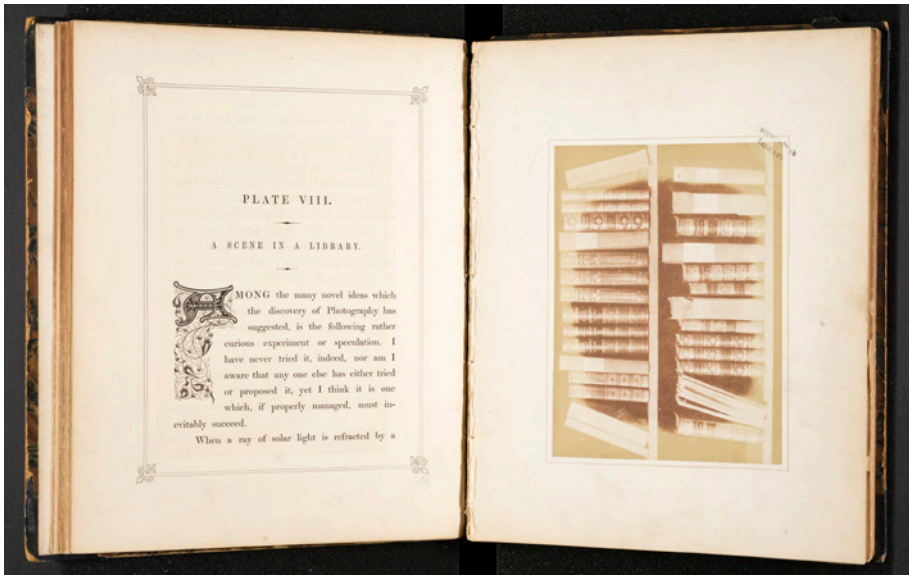 PLATE VIII.
A SCENE IN A LIBRARY.
AMONG the many novel ideas which
the discovery of Photography has
suggested, is the following rather
curious experiment or speculation. I
have never tried it, indeed, nor am I
aware that any one else has either tried
or proposed it, yet I think it is one
which, if properly managed, must in-
evitably succeed.
When a ray of solar light is refracted by a